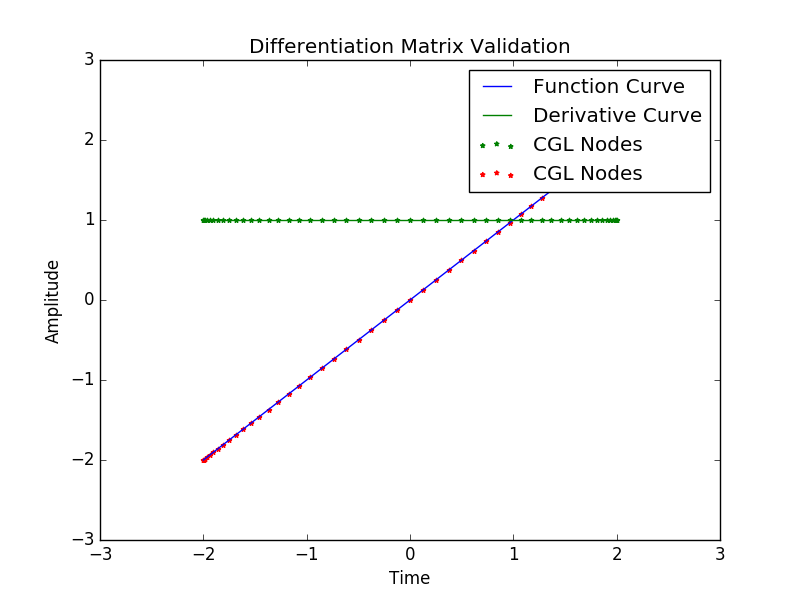 Differentiation Matrix Validation
Function Curve
Derivative Curve
CGL Nodes
CGL Nodes
3
2
1
0
−1
−2
−3
Amplitude
−3 −2 −1 0 1 2 3
Time